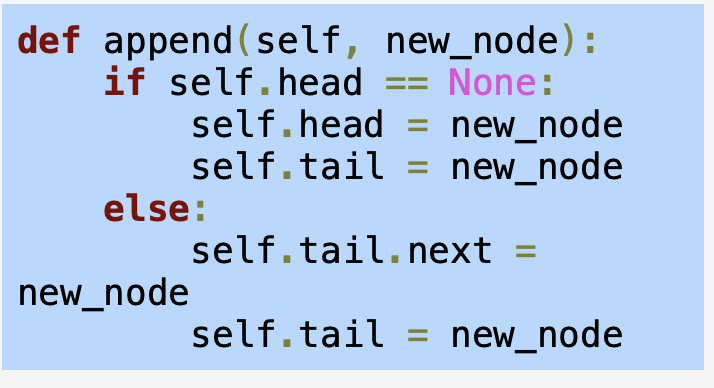 def append(self, new_node):
    if self.head == None:
        self.head = new_node
        self.tail = new_node
    else:
        self.tail.next =
new_node
        self.tail = new_node